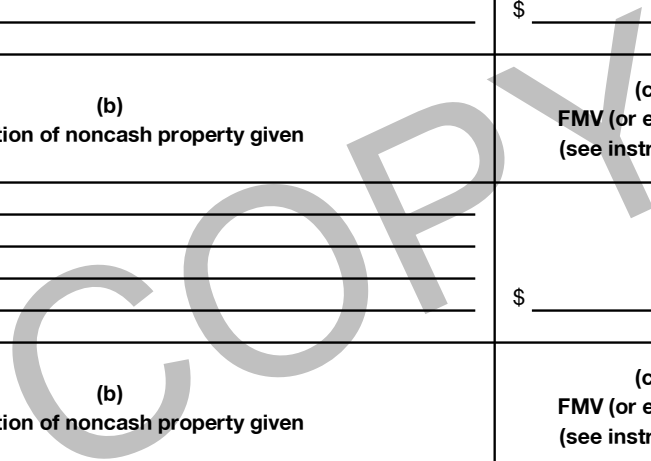 $
(b)
tion of noncash property given
(c
FMV (or e
(see instr
$
(b)
tion of noncash property given
(c
FMV (or e
(see instr
COPY